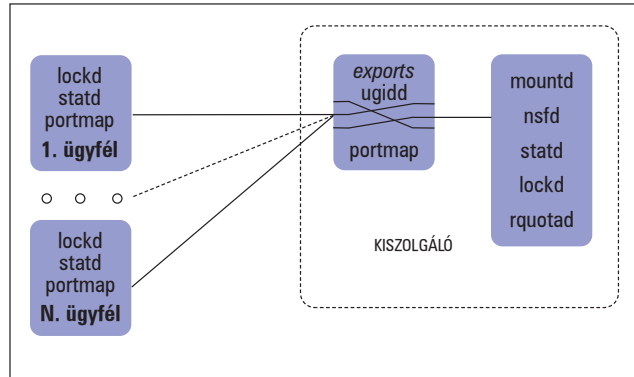 lockd
statd
portmap
1. ügyfél
lockd
statd
portmap
N. ügyfél
exports
ugidd
portmap
KISZOLGÁLÓ
mountd
nsfd
statd
lockd
rquotad